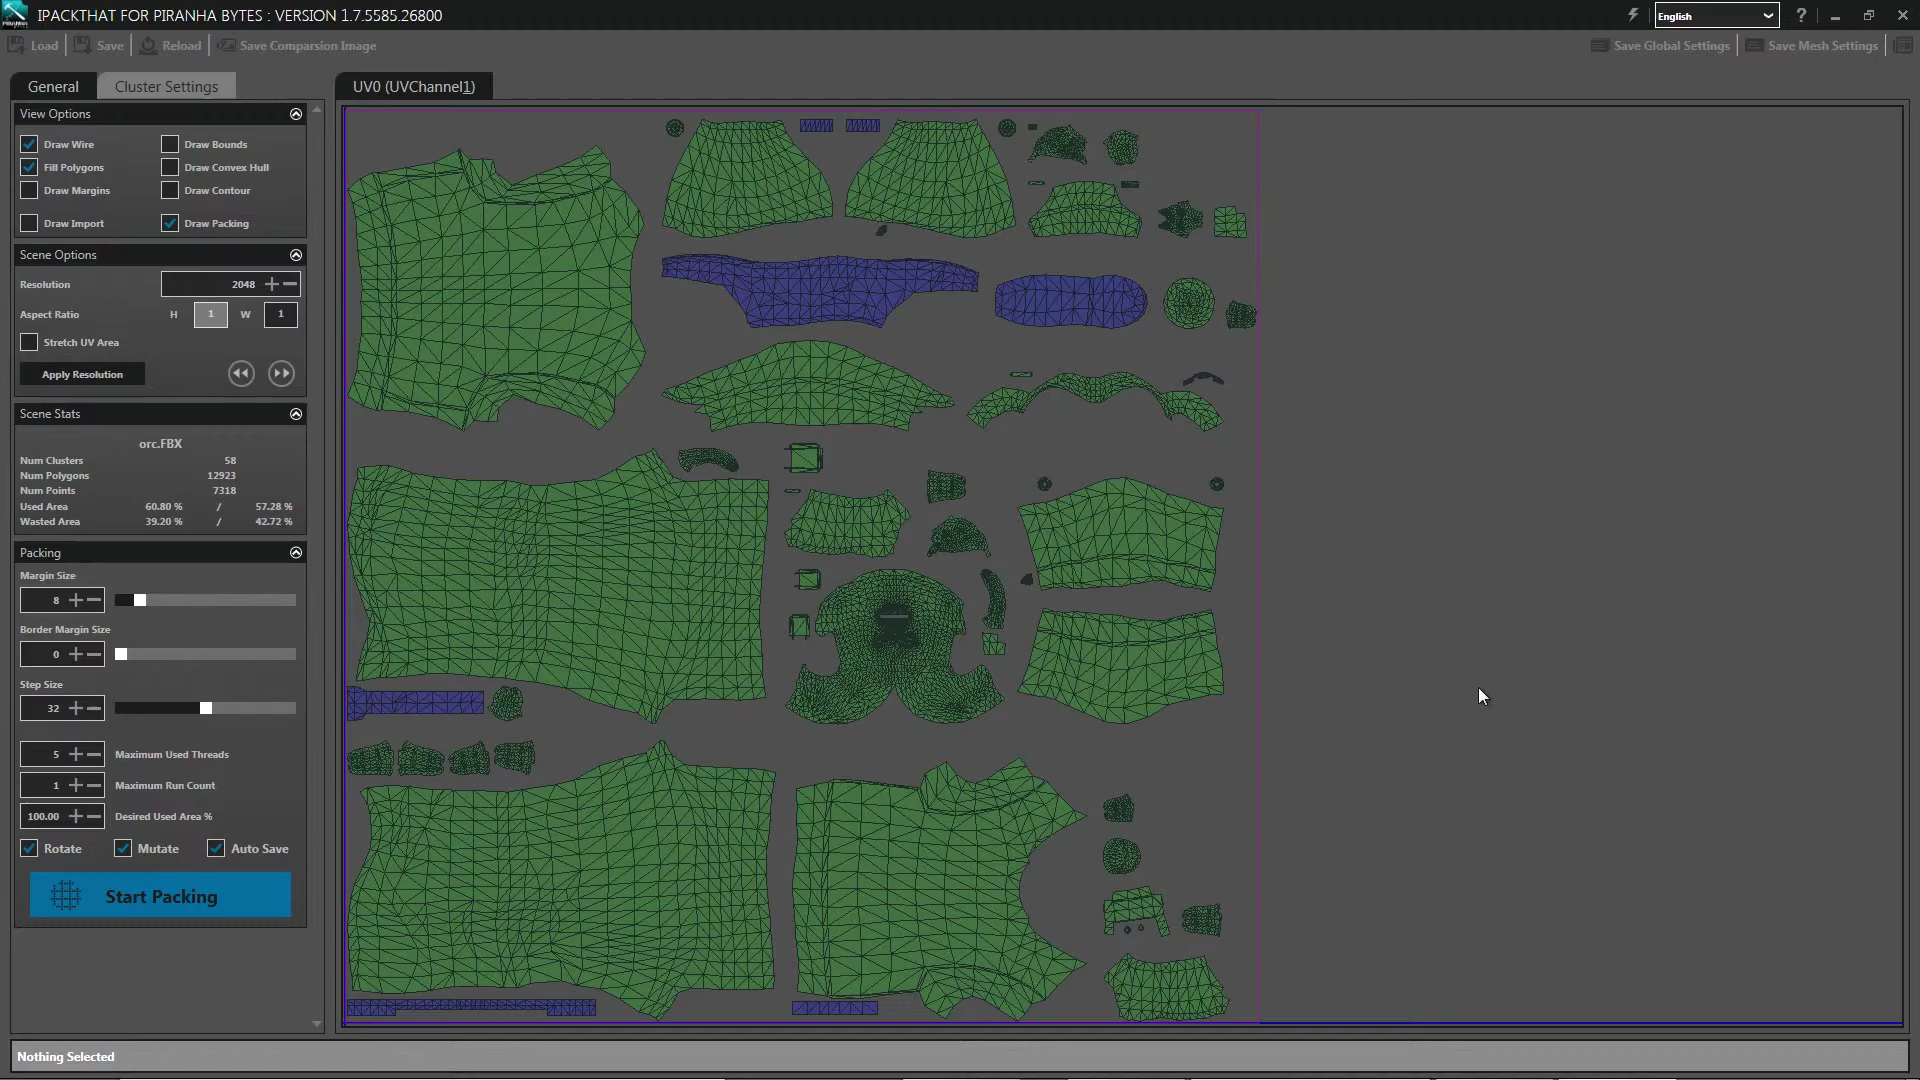 IPACKTHAT FOR PIRANHA BYTES : VERSION 1.7.5585.26800
English
?
Load Save Reload Save Comparsion Image Save Global Settings Save Mesh Settings
General Cluster Settings UV0 (UVChannel1)
View Options
Draw Wire Draw Bounds
Fill Polygons Draw Convex Hull
Draw Margins Draw Contour
Draw Import Draw Packing
Scene Options
Resolution 2048
Aspect Ratio H 1 W 1
Stretch UV Area
Apply Resolution
Scene Stats
orc.FBX
Num Clusters 58
Num Polygons 12923
Num Points 7318
Used Area 60.80 % / 57.28 %
Wasted Area 39.20 % / 42.72 %
Packing
Margin Size
8
Border Margin Size
0
Step Size
32
5 Maximum Used Threads
1 Maximum Run Count
100.00 Desired Used Area %
Rotate Mutate Auto Save
Start Packing
Nothing Selected